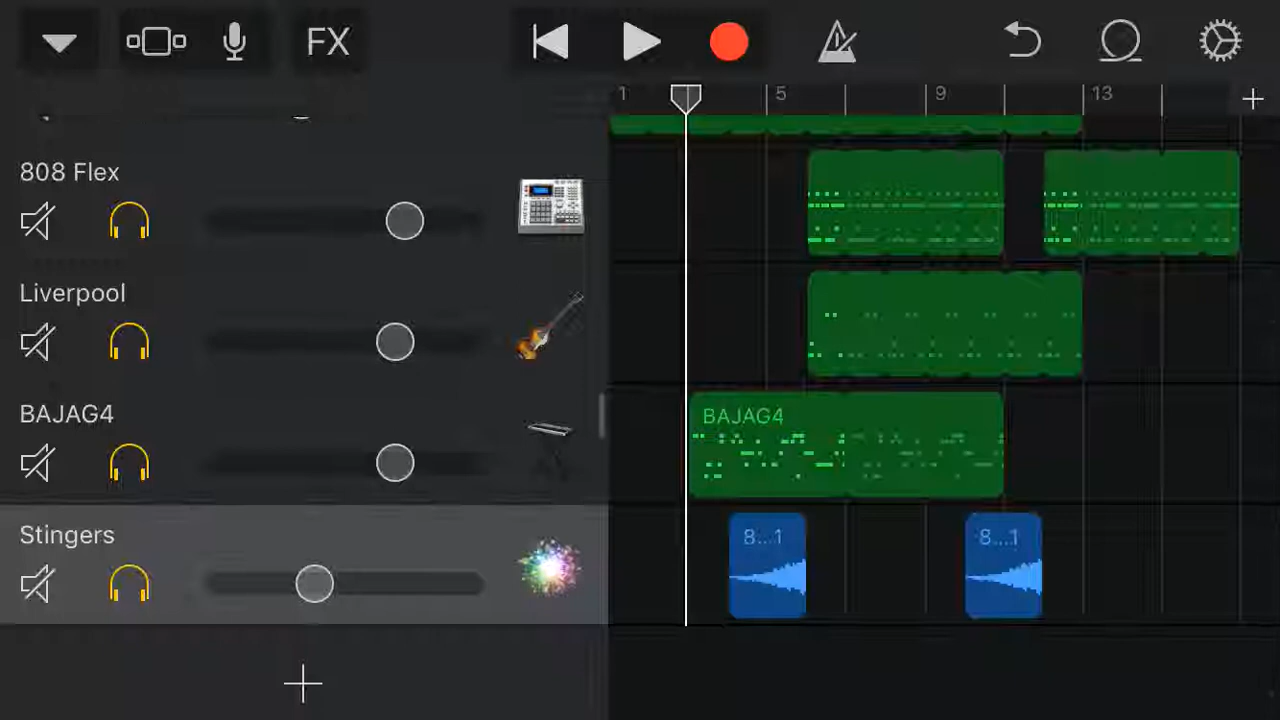 FX
1 5 9 13
808 Flex
Liverpool
BAJAG4
BAJAG4
Stingers
8...1 8...1